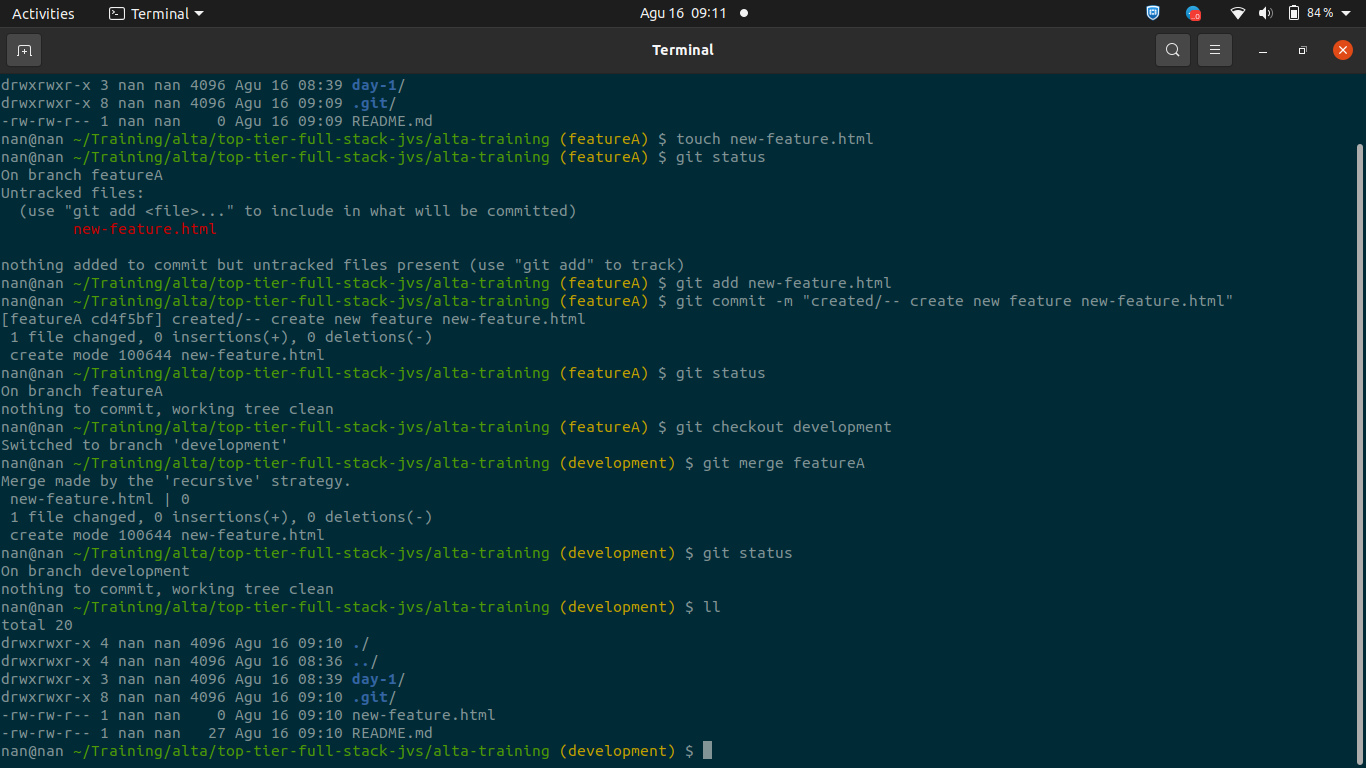 Activities Terminal Agu 16 09:11 84 %
Terminal
drwxrwxr-x 3 nan nan 4096 Agu 16 08:39 day-1/
drwxrwxr-x 8 nan nan 4096 Agu 16 09:09 .git/
-rw-rw-r-- 1 nan nan    0 Agu 16 09:09 README.md
nan@nan ~/Training/alta/top-tier-full-stack-jvs/alta-training (featureA) $ touch new-feature.html
nan@nan ~/Training/alta/top-tier-full-stack-jvs/alta-training (featureA) $ git status
On branch featureA
Untracked files:
  (use "git add <file>..." to include in what will be committed)
        new-feature.html
nothing added to commit but untracked files present (use "git add" to track)
nan@nan ~/Training/alta/top-tier-full-stack-jvs/alta-training (featureA) $ git add new-feature.html
nan@nan ~/Training/alta/top-tier-full-stack-jvs/alta-training (featureA) $ git commit -m "created/-- create new feature new-feature.html"
[featureA cd4f5bf] created/-- create new feature new-feature.html
 1 file changed, 0 insertions(+), 0 deletions(-)
 create mode 100644 new-feature.html
nan@nan ~/Training/alta/top-tier-full-stack-jvs/alta-training (featureA) $ git status
On branch featureA
nothing to commit, working tree clean
nan@nan ~/Training/alta/top-tier-full-stack-jvs/alta-training (featureA) $ git checkout development
Switched to branch 'development'
nan@nan ~/Training/alta/top-tier-full-stack-jvs/alta-training (development) $ git merge featureA
Merge made by the 'recursive' strategy.
 new-feature.html | 0
 1 file changed, 0 insertions(+), 0 deletions(-)
 create mode 100644 new-feature.html
nan@nan ~/Training/alta/top-tier-full-stack-jvs/alta-training (development) $ git status
On branch development
nothing to commit, working tree clean
nan@nan ~/Training/alta/top-tier-full-stack-jvs/alta-training (development) $ ll
total 20
drwxrwxr-x 4 nan nan 4096 Agu 16 09:10 ./
drwxrwxr-x 4 nan nan 4096 Agu 16 08:36 ../
drwxrwxr-x 3 nan nan 4096 Agu 16 08:39 day-1/
drwxrwxr-x 8 nan nan 4096 Agu 16 09:10 .git/
-rw-rw-r-- 1 nan nan    0 Agu 16 09:10 new-feature.html
-rw-rw-r-- 1 nan nan   27 Agu 16 09:10 README.md
nan@nan ~/Training/alta/top-tier-full-stack-jvs/alta-training (development) $